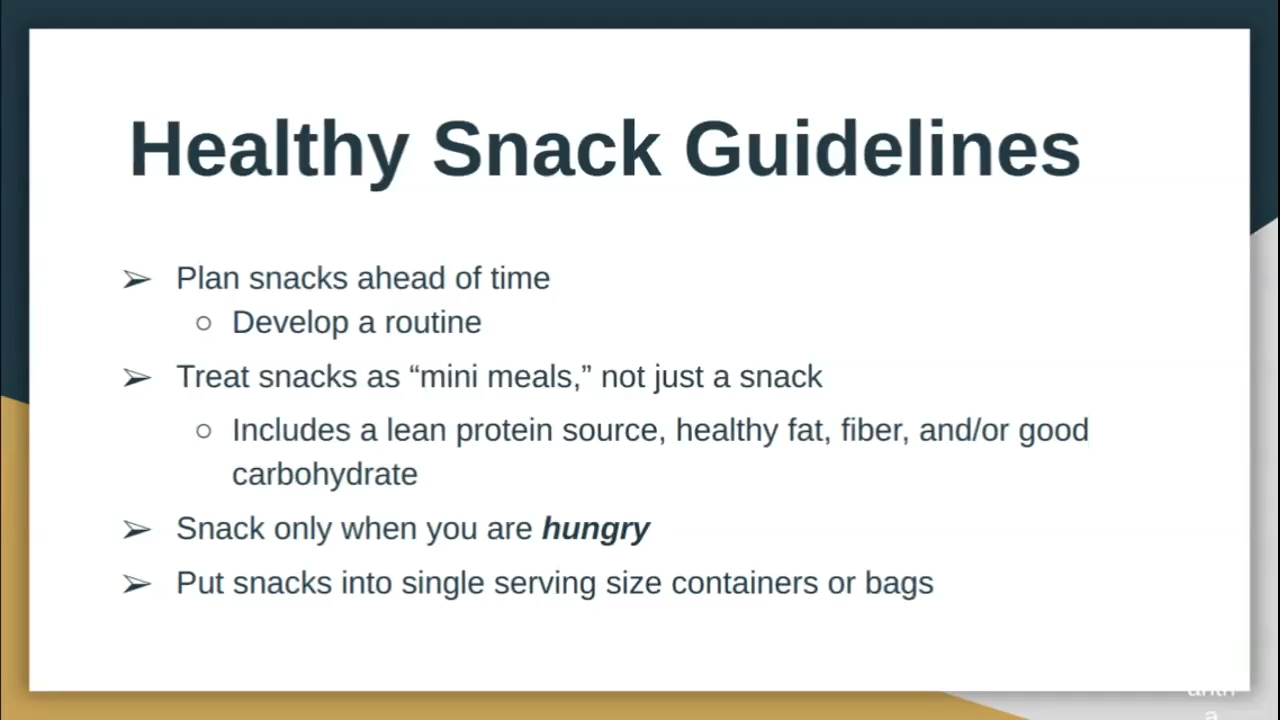 Healthy Snack Guidelines
➢ Plan snacks ahead of time
○ Develop a routine
➢ Treat snacks as “mini meals,” not just a snack
○ Includes a lean protein source, healthy fat, fiber, and/or good
carbohydrate
➢ Snack only when you are hungry
➢ Put snacks into single serving size containers or bags